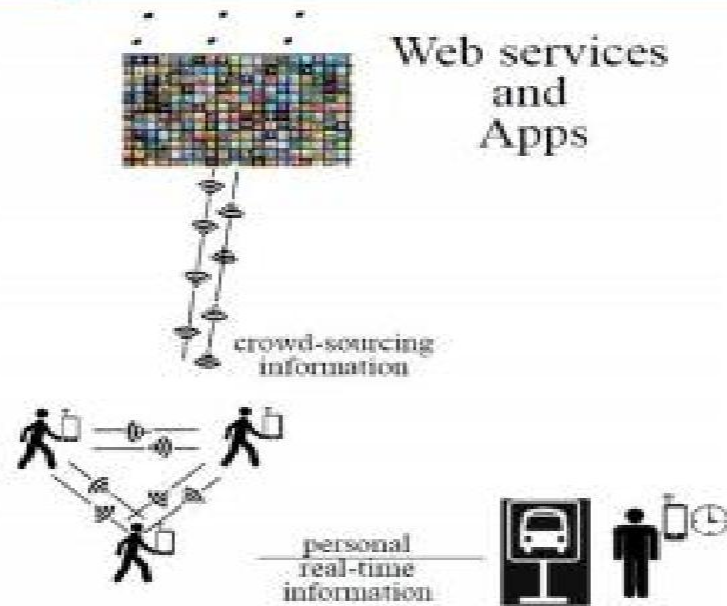 Web services
and
Apps
crowd-sourcing
information
personal
real-time
information